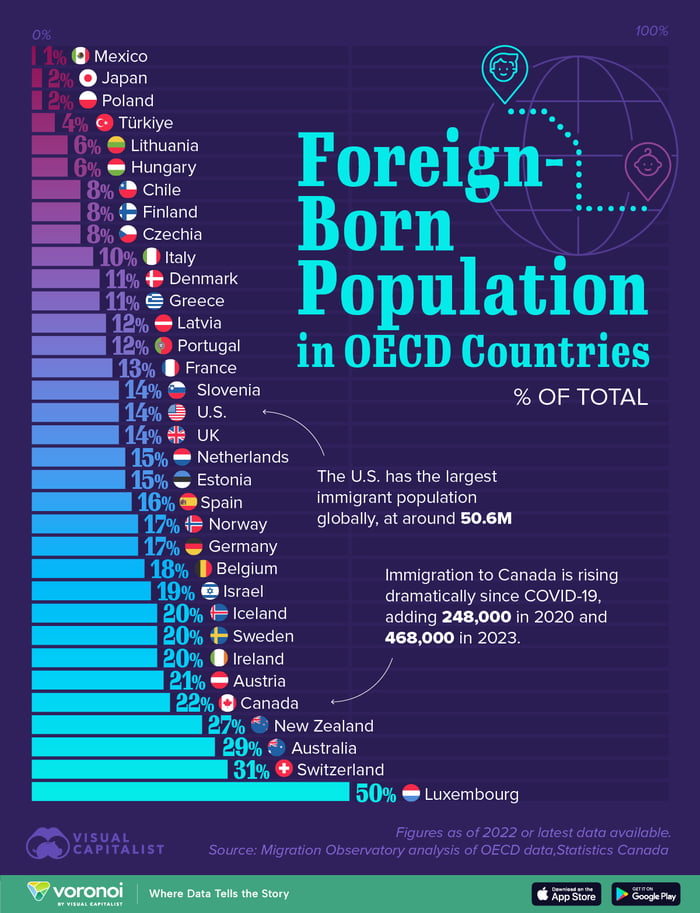 0%
100%
1% Mexico
2% Japan
2% Poland
4% Türkiye
6% Lithuania
6% Hungary
8% Chile
8% Finland
8% Czechia
10% Italy
11% Denmark
11% Greece
12% Latvia
12% Portugal
13% France
14% Slovenia
14% U.S.
14% UK
15% Netherlands
15% Estonia
16% Spain
17% Norway
17% Germany
18% Belgium
19% Israel
20% Iceland
20% Sweden
20% Ireland
21% Austria
22% Canada
27% New Zealand
29% Australia
31% Switzerland
50% Luxembourg
Foreign-
Born
Population
in OECD Countries
% OF TOTAL
The U.S. has the largest
immigrant population
globally, at around 50.6M
Immigration to Canada is rising
dramatically since COVID-19,
adding 248,000 in 2020 and
468,000 in 2023.
VISUAL
CAPITALIST
Figures as of 2022 or latest data available.
Source: Migration Observatory analysis of OECD data,Statistics Canada
voronoi
BY VISUAL CAPITALIST
Where Data Tells the Story
Download on the
App Store
GET IT ON
Google Play